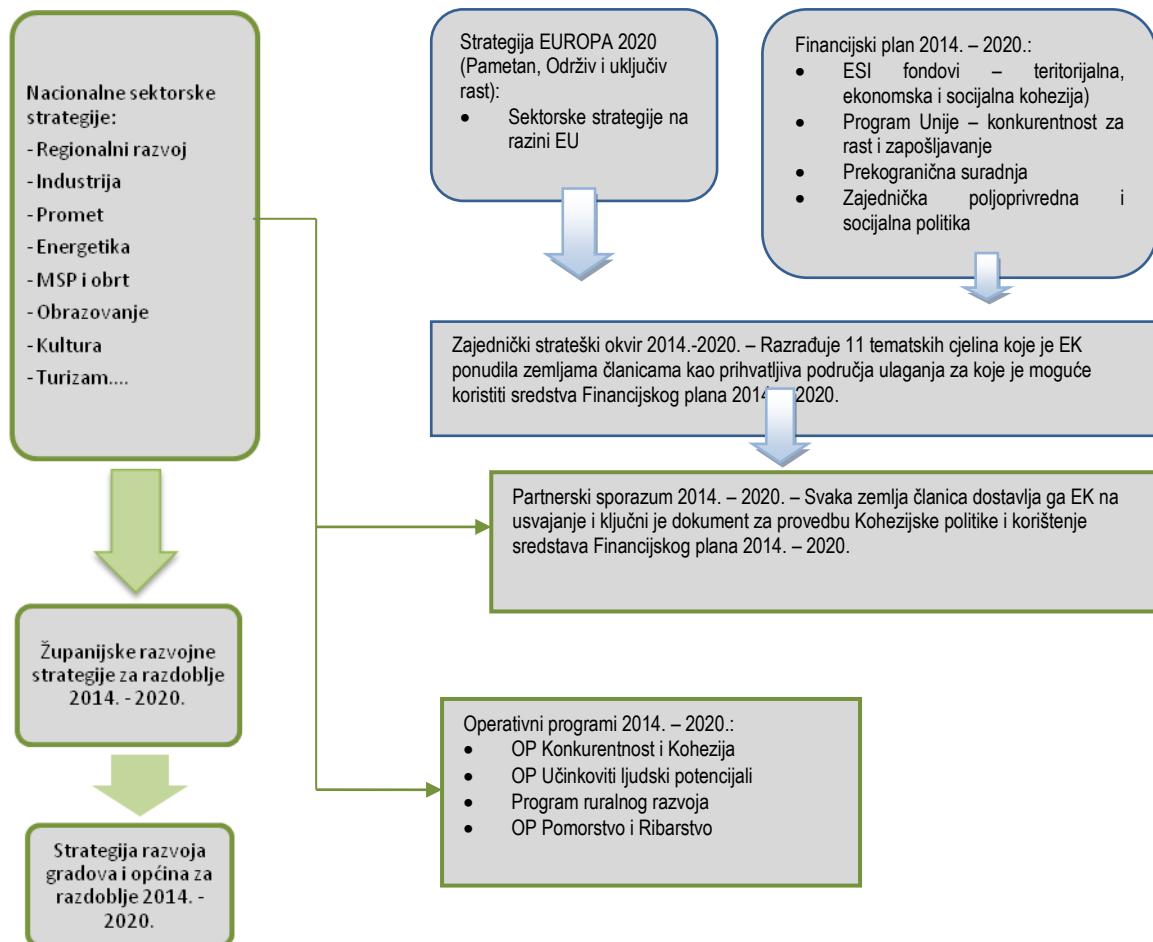 Nacionalne sektorske
strategije:
- Regionalni razvoj
- Industrija
- Promet
- Energetika
- MSP i obrt
- Obrazovanje
- Kultura
- Turizam....
Županijske razvojne
strategije za razdoblje
2014. - 2020.
Strategija razvoja
gradova i općina za
razdoblje 2014. -
2020.
Strategija EUROPA 2020
(Pametan, Održiv i uključiv
rast):
• Sektorske strategije na
razini EU
Financijski plan 2014. – 2020.:
• ESI fondovi – teritorijalna,
ekonomska i socijalna kohezija)
• Program Unije – konkurentnost za
rast i zapošljavanje
• Prekogranična suradnja
• Zajednička poljoprivredna i
socijalna politika
Zajednički strateški okvir 2014.-2020. – Razrađuje 11 tematskih cjelina koje je EK
ponudila zemljama članicama kao prihvatljiva područja ulaganja za koje je moguće
koristiti sredstva Financijskog plana 2014. – 2020.
Partnerski sporazum 2014. – 2020. – Svaka zemlja članica dostavlja ga EK na
usvajanje i ključni je dokument za provedbu Kohezijske politike i korištenje
sredstava Financijskog plana 2014. – 2020.
Operativni programi 2014. – 2020.:
• OP Konkurentnost i Kohezija
• OP Učinkoviti ljudski potencijali
• Program ruralnog razvoja
• OP Pomorstvo i Ribarstvo